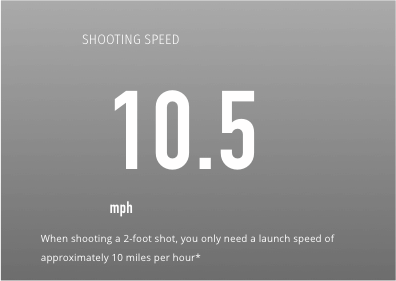 SHOOTING SPEED
10.5
mph
When shooting a 2-foot shot, you only need a launch speed of
approximately 10 miles per hour*